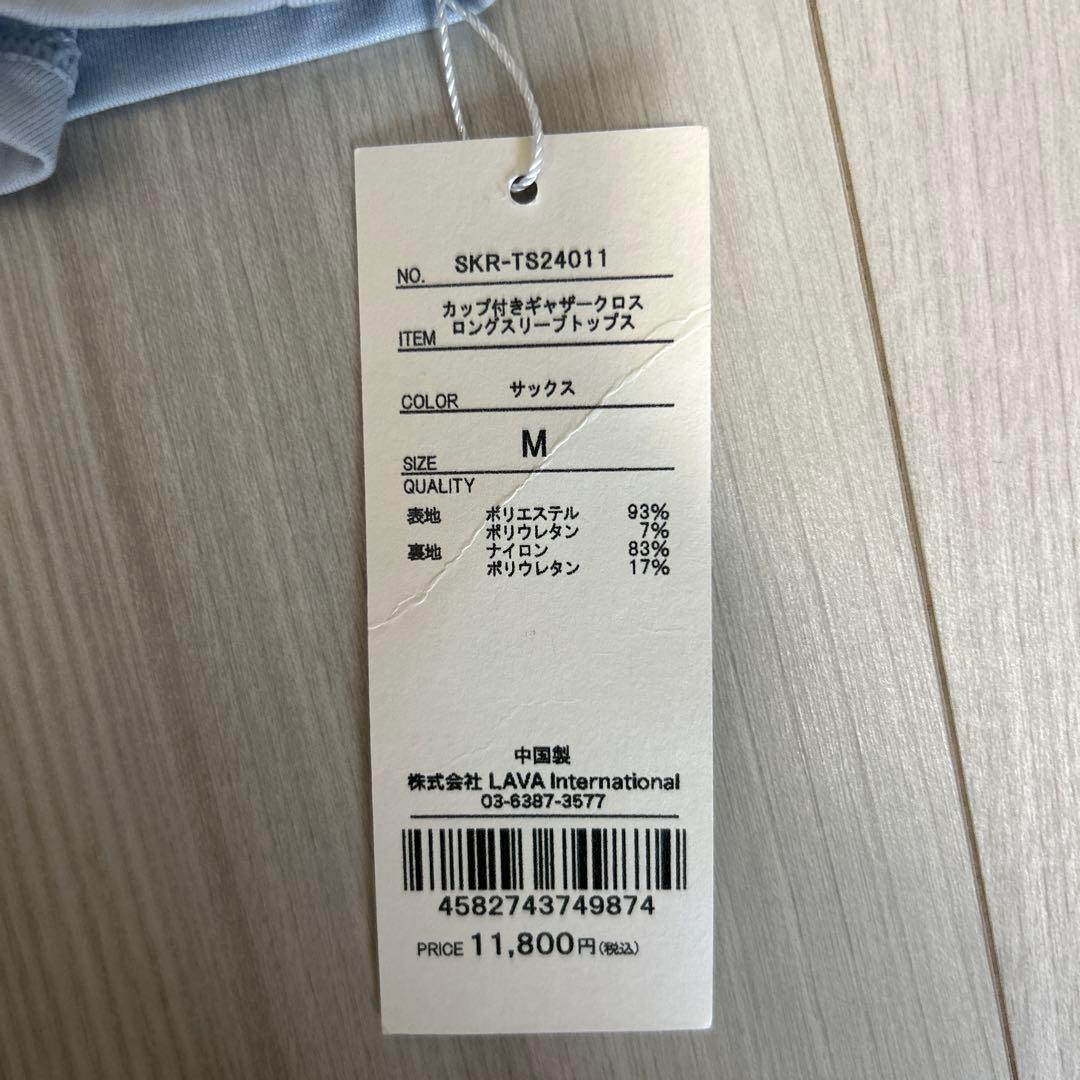 NO. SKR-TS24011
カップ付きギャザークロス
ITEM ロングスリーブトップス
COLOR サックス
SIZE M
QUALITY
表地 ポリエステル 93%
ポリウレタン 7%
裏地 ナイロン 83%
ポリウレタン 17%
中国製
株式会社 LAVA International
03-6387-3577
4582743749874
PRICE 11,800円(税込)